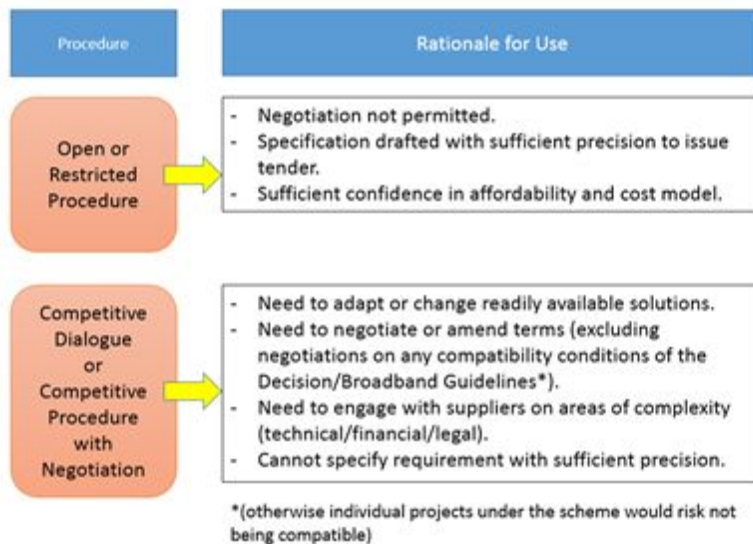 Procedure
Rationale for Use
Open or
Restricted
Procedure
- Negotiation not permitted.
- Specification drafted with sufficient precision to issue
tender.
- Sufficient confidence in affordability and cost model.
Competitive
Dialogue
or
Competitive
Procedure
with
Negotiation
- Need to adapt or change readily available solutions.
- Need to negotiate or amend terms (excluding
negotiations on any compatibility conditions of the
Decision/Broadband Guidelines*).
- Need to engage with suppliers on areas of complexity
(technical/financial/legal).
- Cannot specify requirement with sufficient precision.
*(otherwise individual projects under the scheme would risk not
being compatible)